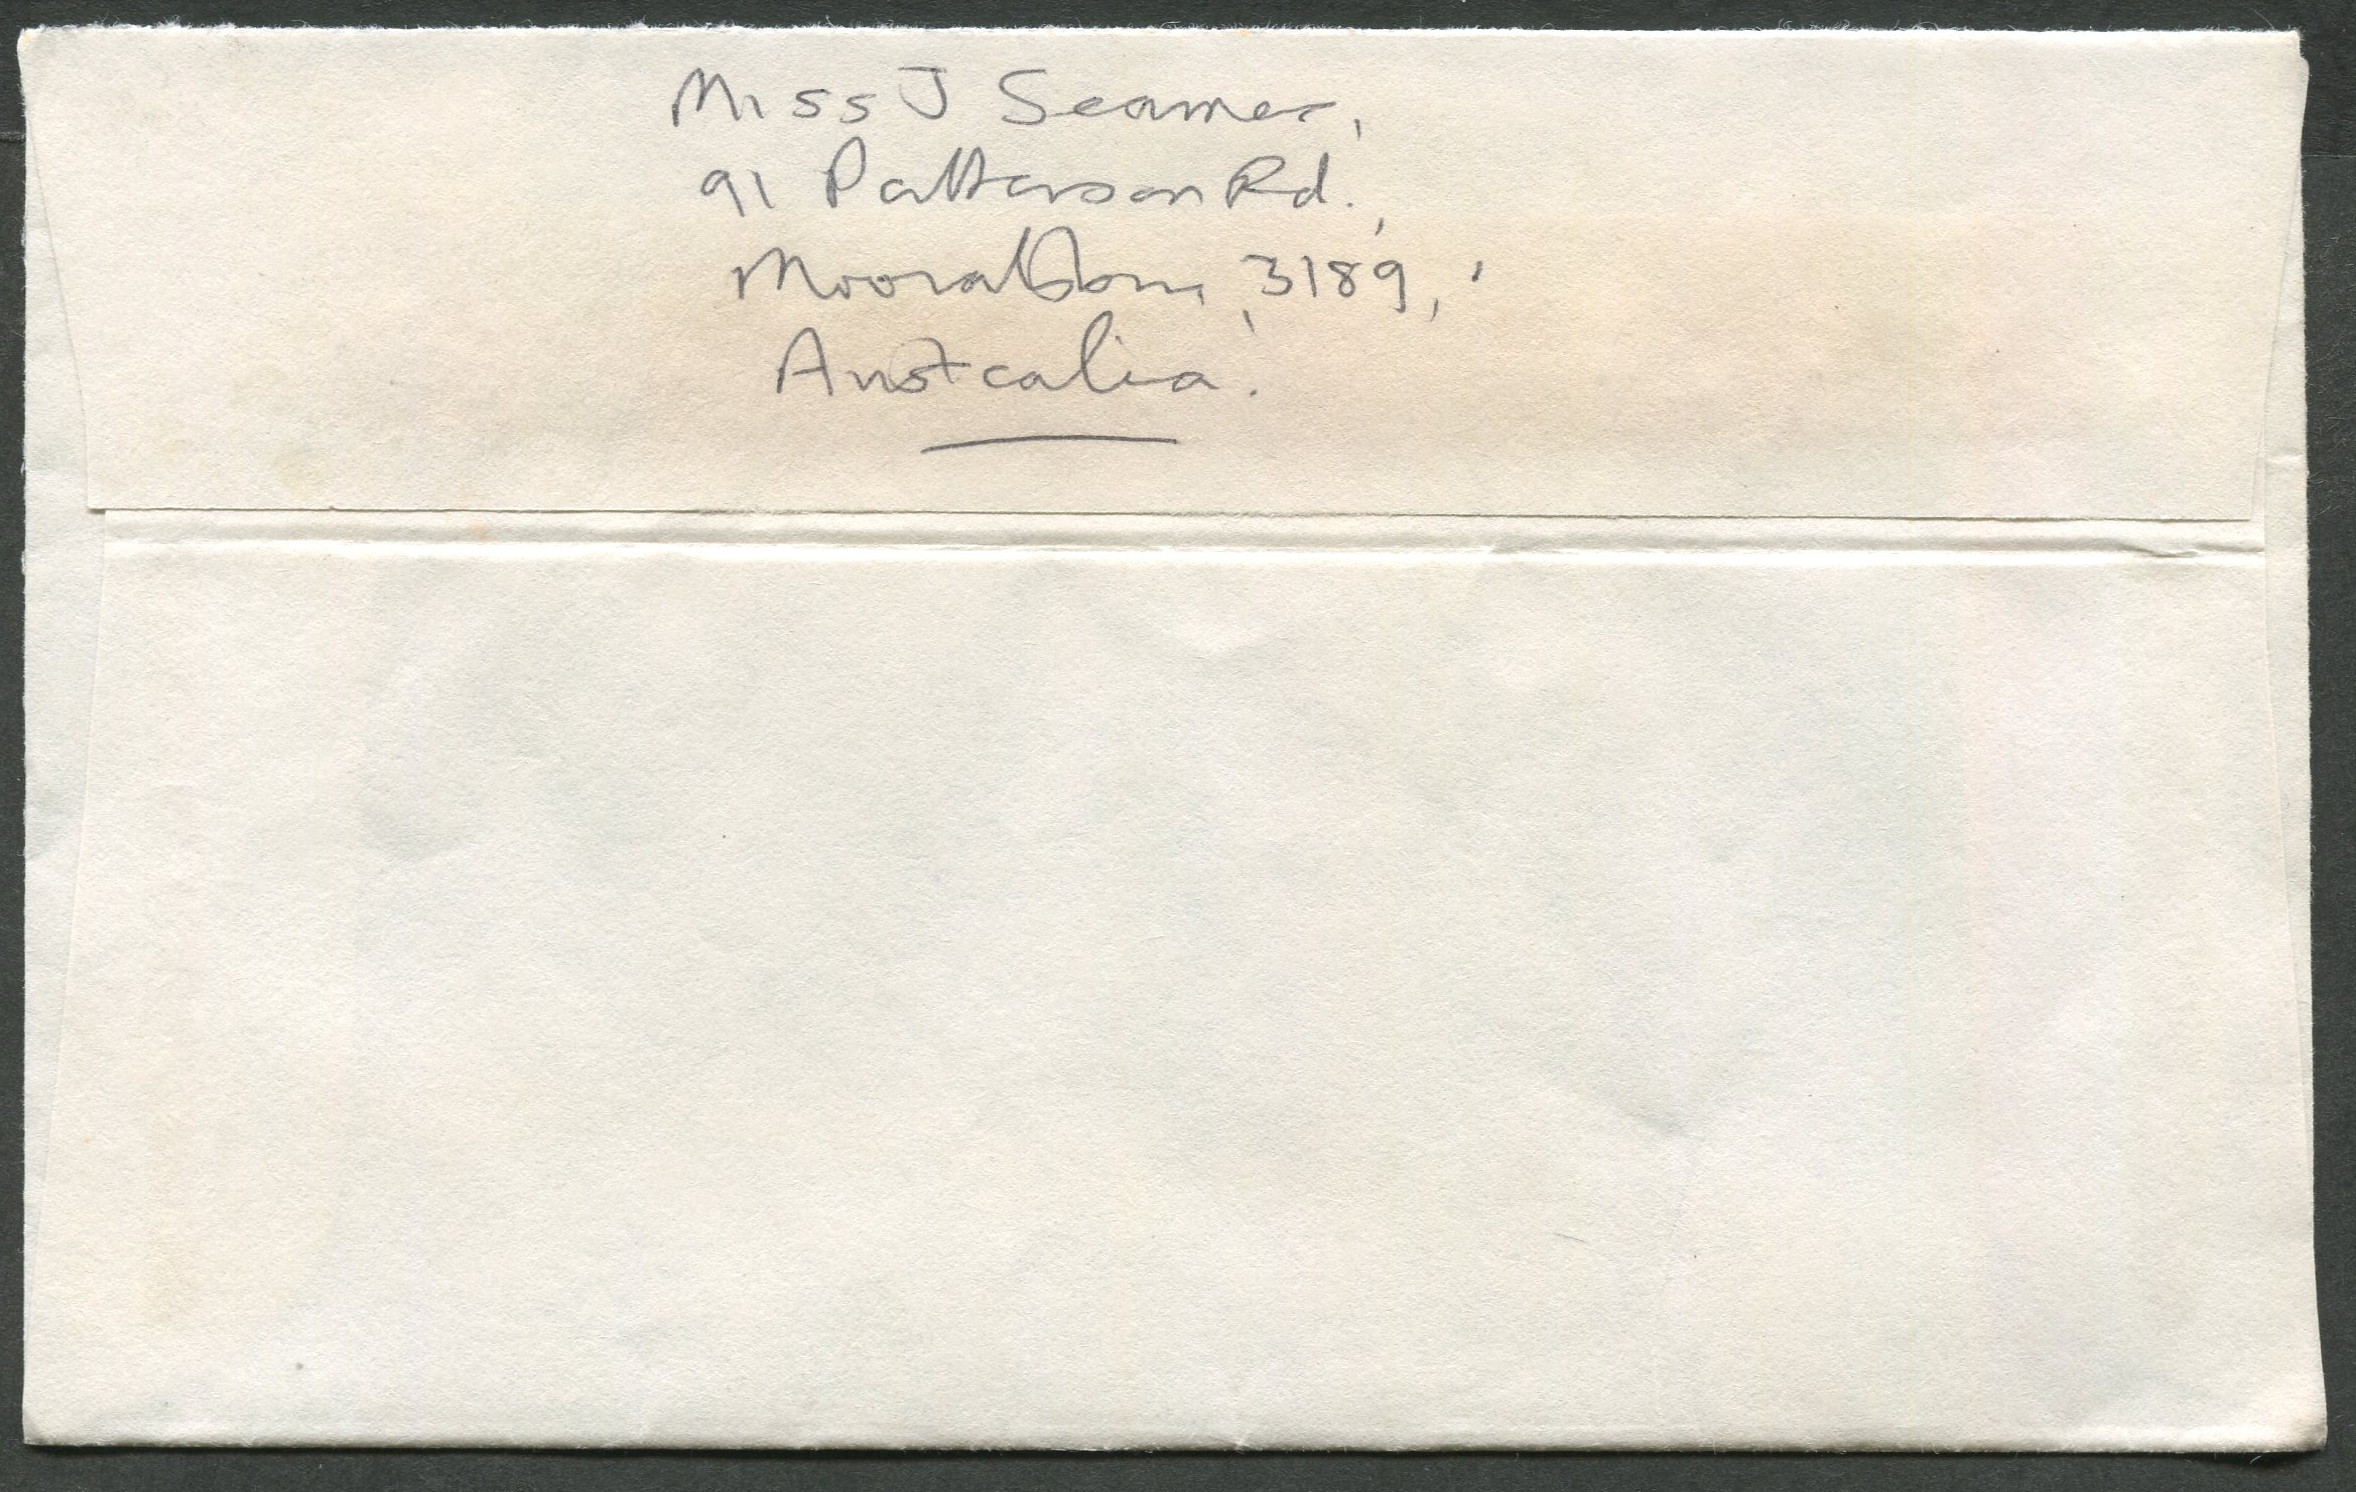 Miss J Seamer,
91 Patterson Rd.,
Moorabbin, 3189,
Australia.